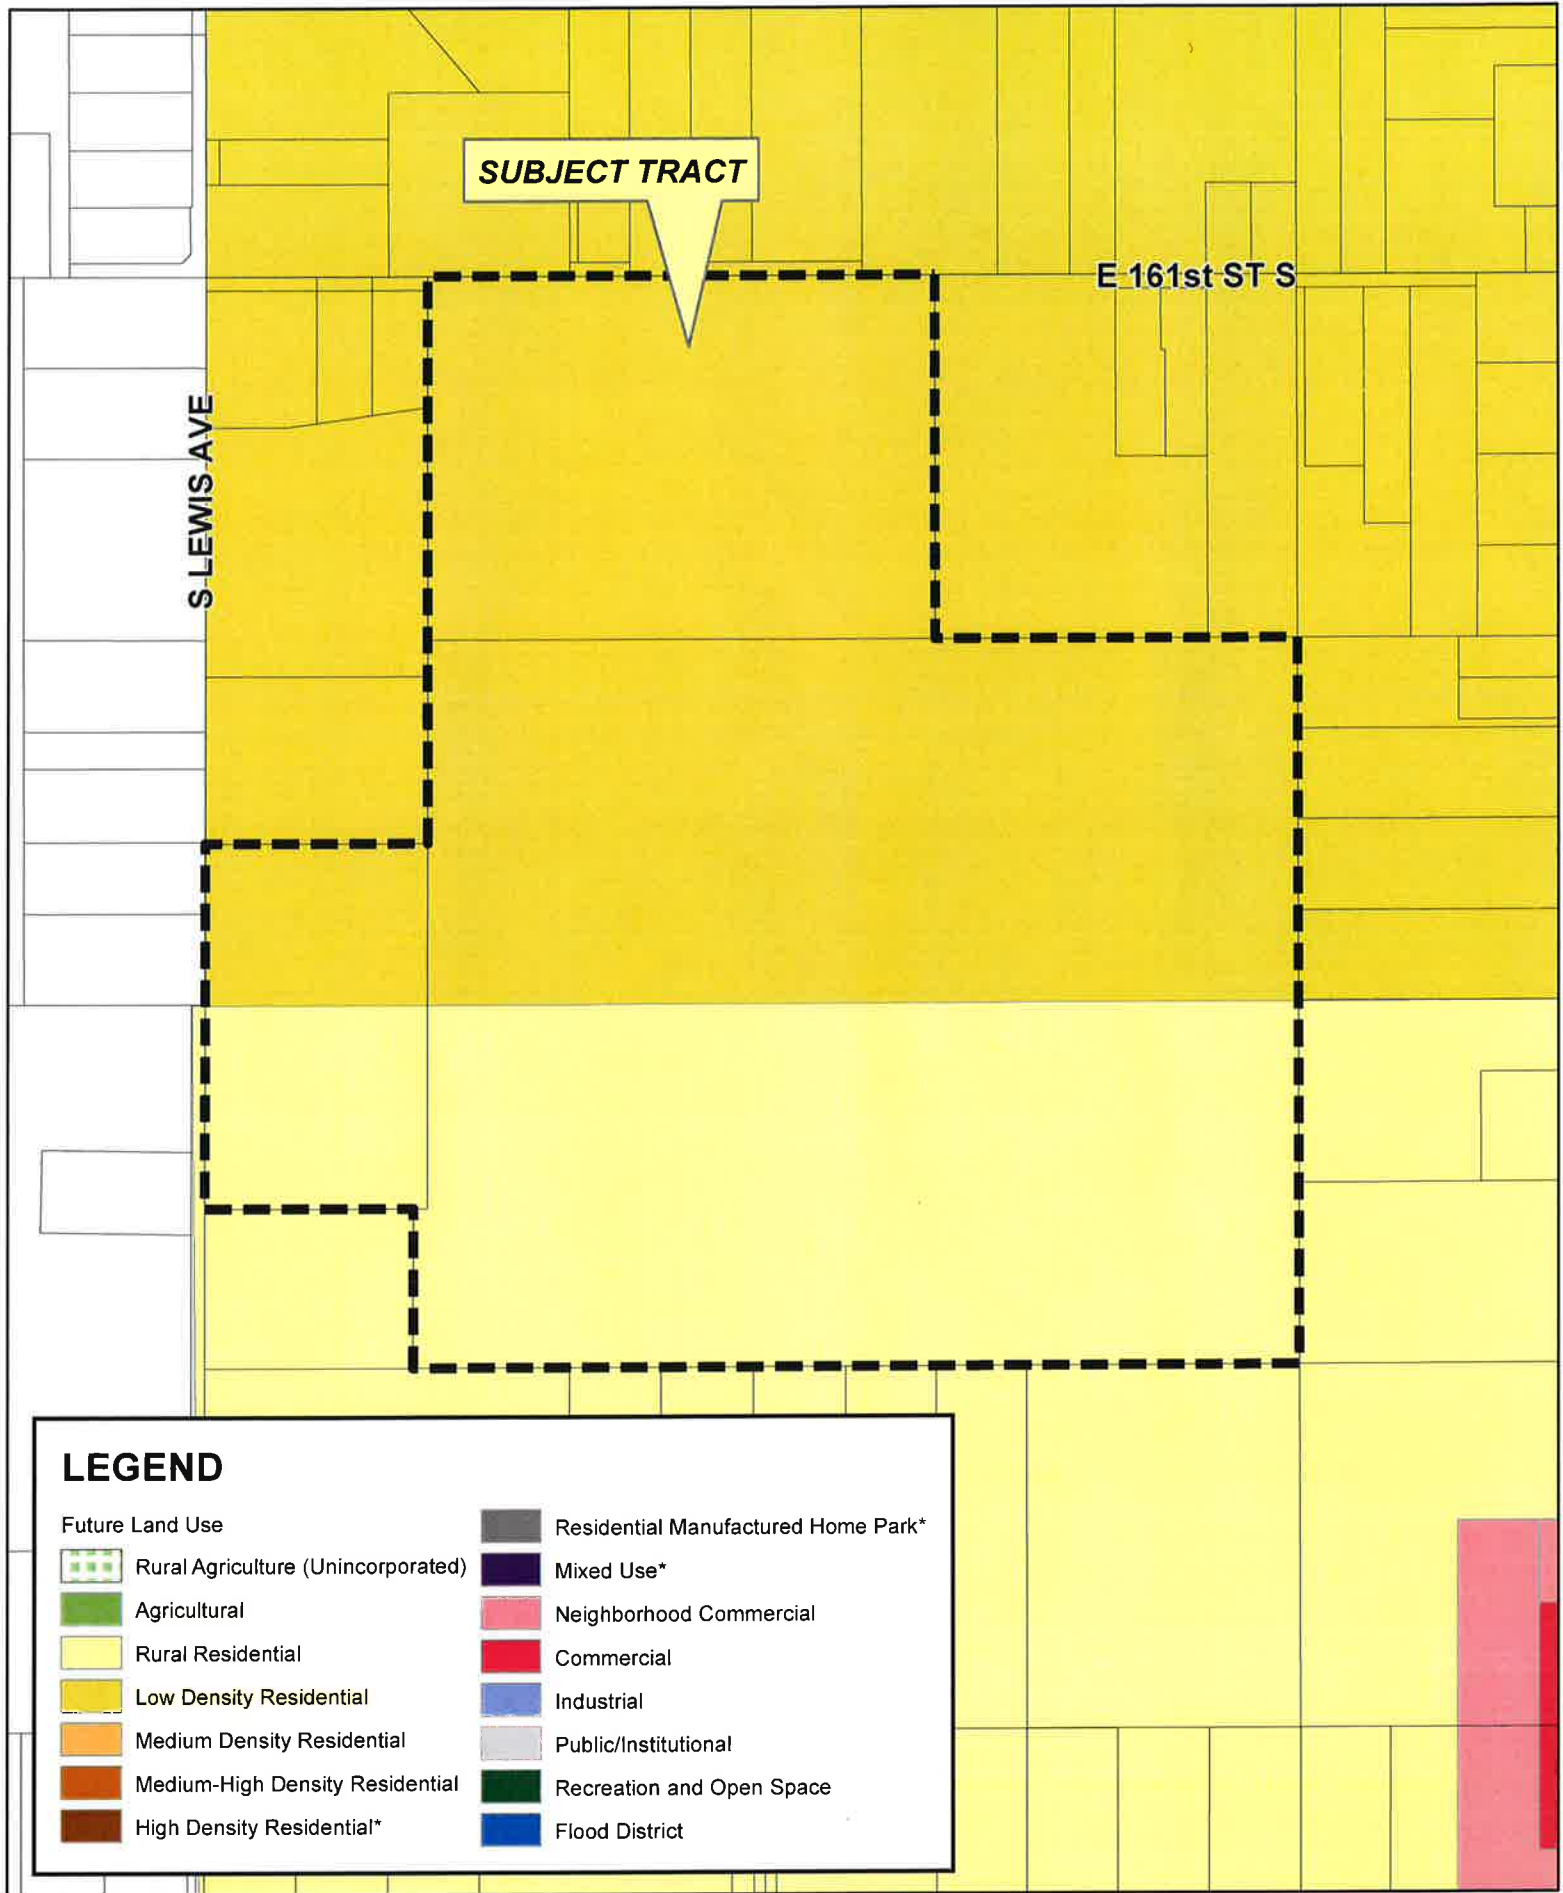 SUBJECT TRACT
E 161st ST S
S LEWIS AVE
LEGEND
Future Land Use
Rural Agriculture (Unincorporated)
Agricultural
Rural Residential
Low Density Residential
Medium Density Residential
Medium-High Density Residential
High Density Residential*
Residential Manufactured Home Park*
Mixed Use*
Neighborhood Commercial
Commercial
Industrial
Public/Institutional
Recreation and Open Space
Flood District